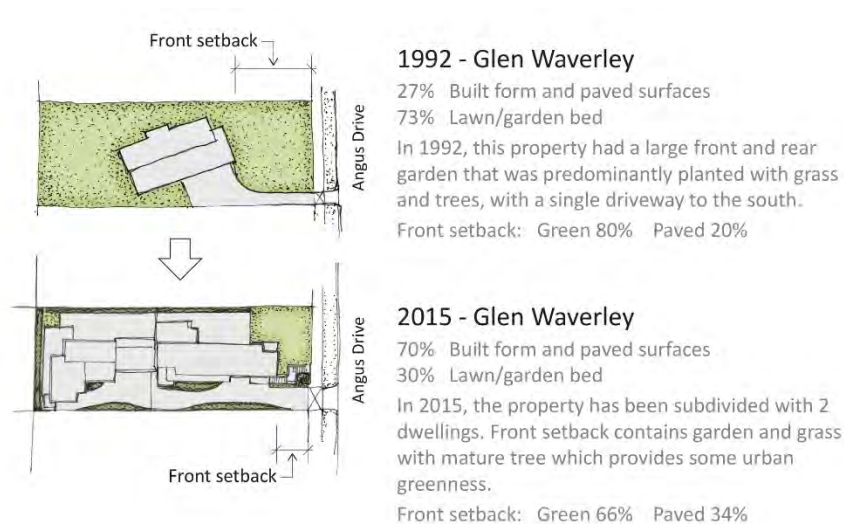 Front setback
Angus Drive
1992 - Glen Waverley
27% Built form and paved surfaces
73% Lawn/garden bed
In 1992, this property had a large front and rear
garden that was predominantly planted with grass
and trees, with a single driveway to the south.
Front setback: Green 80% Paved 20%
Angus Drive
Front setback
2015 - Glen Waverley
70% Built form and paved surfaces
30% Lawn/garden bed
In 2015, the property has been subdivided with 2
dwellings. Front setback contains garden and grass
with mature tree which provides some urban
greenness.
Front setback: Green 66% Paved 34%